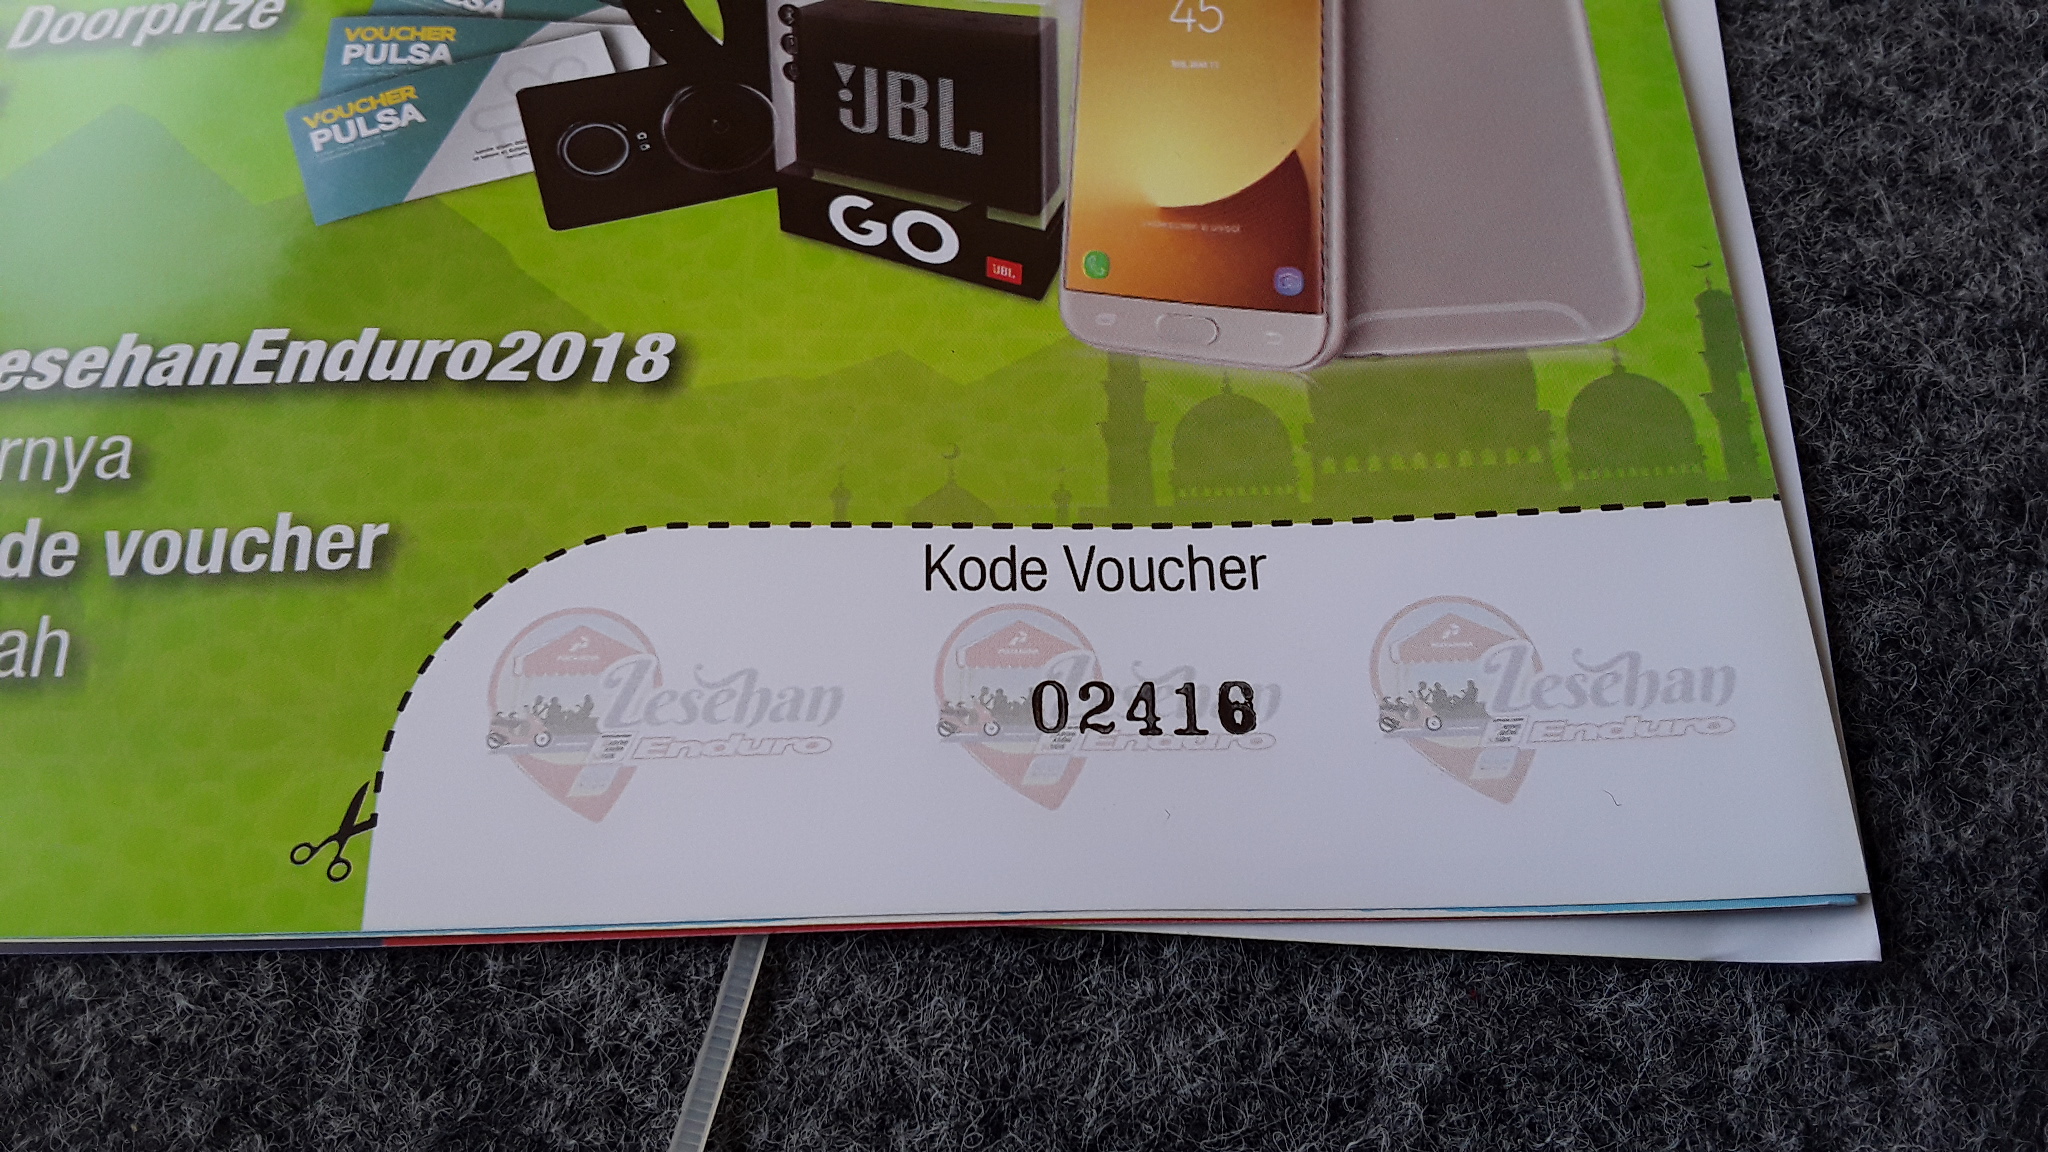 Doorprize
VOUCHER
PULSA
VOUCHER
PULSA
JBL
GO
JBL
45
esehanEnduro2018
rnya
de voucher
ah
Kode Voucher
Lesehan
Enduro
Lesehan
Enduro
Lesehan
Enduro